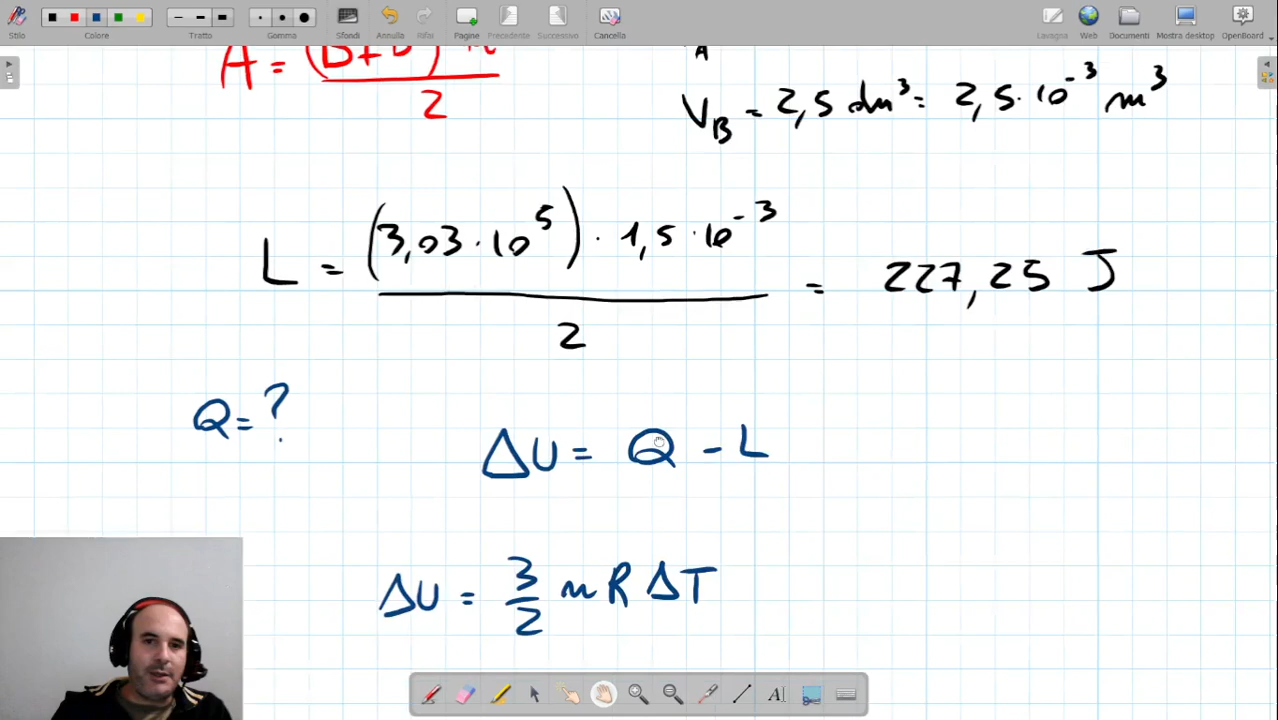 Stilo Colore Tratto Gomma Sfondi Annulla Rifai Pagine Precedente Successivo Cancella Lavagna Web Documenti Mostra desktop OpenBoard
A = (B+b) h
2
A
V_B = 2,5 dm³ = 2,5·10⁻³ m³
L = (3,03·10⁵)·1,5·10⁻³ = 227,25 J
2
Q = ?
ΔU = Q - L
ΔU = 3/2 n R ΔT